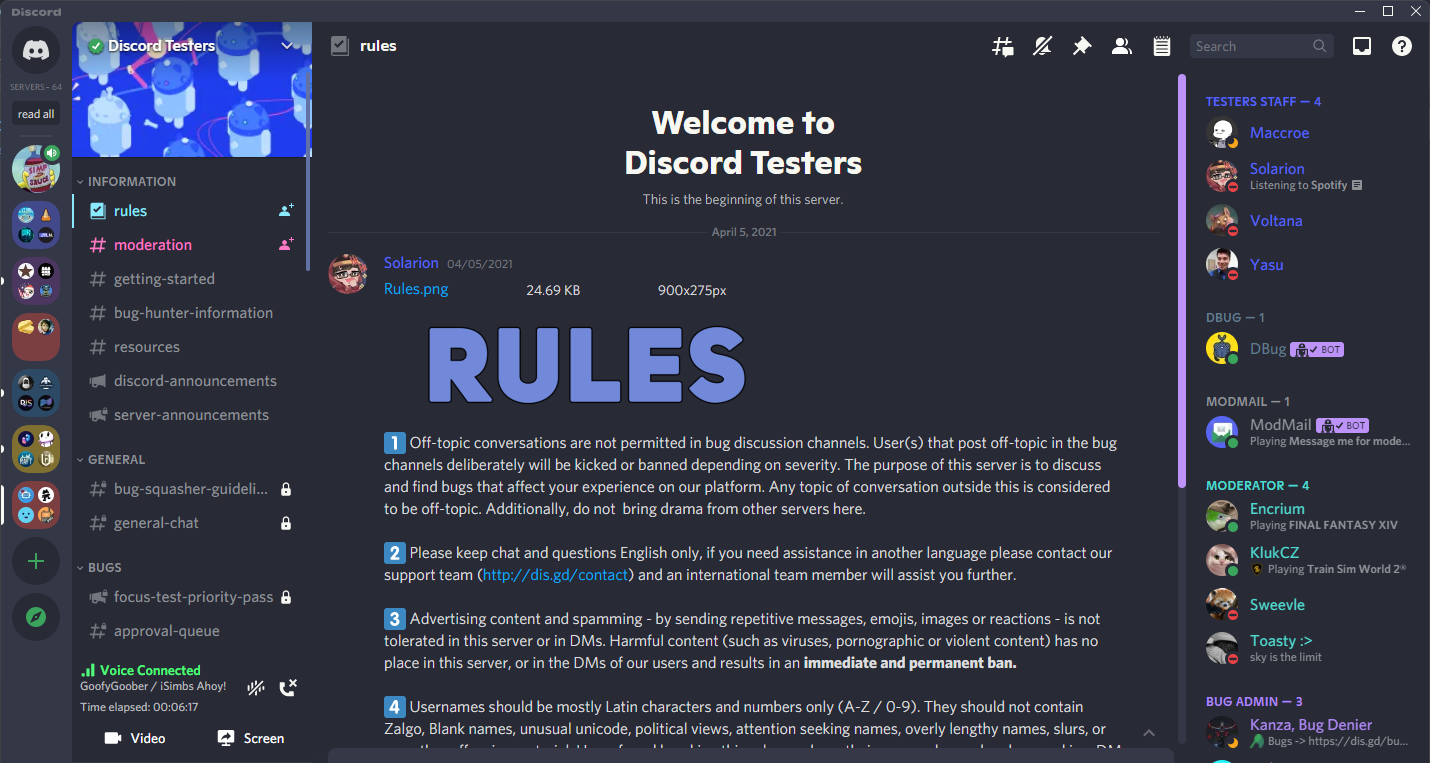 Discord
SERVERS - 64
read all
Discord Testers
INFORMATION
rules
moderation
getting-started
bug-hunter-information
resources
discord-announcements
server-announcements
GENERAL
bug-squasher-guideli...
general-chat
BUGS
focus-test-priority-pass
approval-queue
Voice Connected
GoofyGoober / iSimbs Ahoy!
Time elapsed: 00:06:17
Video
Screen
rules
Search
Welcome to
Discord Testers
This is the beginning of this server.
April 5, 2021
Solarion 04/05/2021
Rules.png 24.69 KB 900x275px
RULES
1 Off-topic conversations are not permitted in bug discussion channels. User(s) that post off-topic in the bug
channels deliberately will be kicked or banned depending on severity. The purpose of this server is to discuss
and find bugs that affect your experience on our platform. Any topic of conversation outside this is considered
to be off-topic. Additionally, do not bring drama from other servers here.
2 Please keep chat and questions English only, if you need assistance in another language please contact our
support team (http://dis.gd/contact) and an international team member will assist you further.
3 Advertising content and spamming - by sending repetitive messages, emojis, images or reactions - is not
tolerated in this server or in DMs. Harmful content (such as viruses, pornographic or violent content) has no
place in this server, or in the DMs of our users and results in an immediate and permanent ban.
4 Usernames should be mostly Latin characters and numbers only (A-Z / 0-9). They should not contain
Zalgo, Blank names, unusual unicode, political views, attention seeking names, overly lengthy names, slurs, or
TESTERS STAFF — 4
Maccroe
Solarion
Listening to Spotify
Voltana
Yasu
DBUG — 1
DBug BOT
MODMAIL — 1
ModMail BOT
Playing Message me for mode...
MODERATOR — 4
Encrium
Playing FINAL FANTASY XIV
KlukCZ
Playing Train Sim World 2®
Sweevle
Toasty :>
sky is the limit
BUG ADMIN — 3
Kanza, Bug Denier
Bugs -> https://dis.gd/bu...